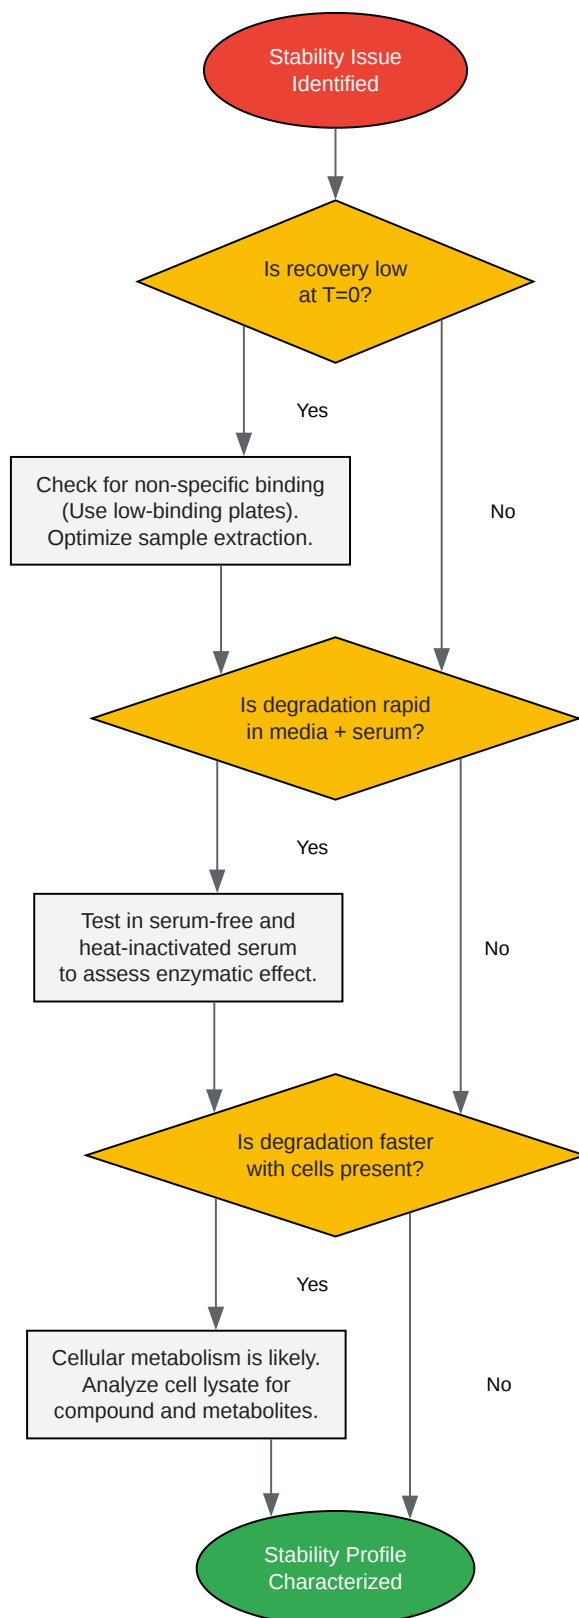 Stability Issue
Identified
Is recovery low
at T=0?
Yes
Check for non-specific binding
(Use low-binding plates).
Optimize sample extraction.
No
Is degradation rapid
in media + serum?
Yes
Test in serum-free and
heat-inactivated serum
to assess enzymatic effect.
No
Is degradation faster
with cells present?
Yes
Cellular metabolism is likely.
Analyze cell lysate for
compound and metabolites.
No
Stability Profile
Characterized